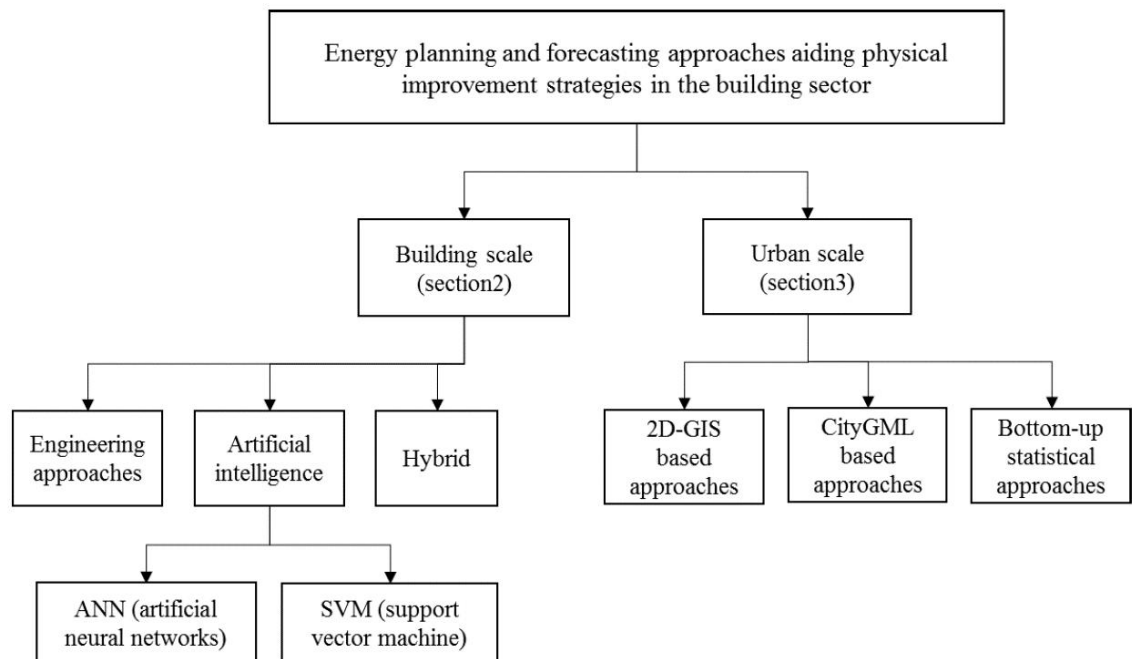 Energy planning and forecasting approaches aiding physical
improvement strategies in the building sector
Building scale
(section2)
Urban scale
(section3)
Engineering
approaches
Artificial
intelligence
Hybrid
2D-GIS
based
approaches
CityGML
based
approaches
Bottom-up
statistical
approaches
ANN (artificial
neural networks)
SVM (support
vector machine)